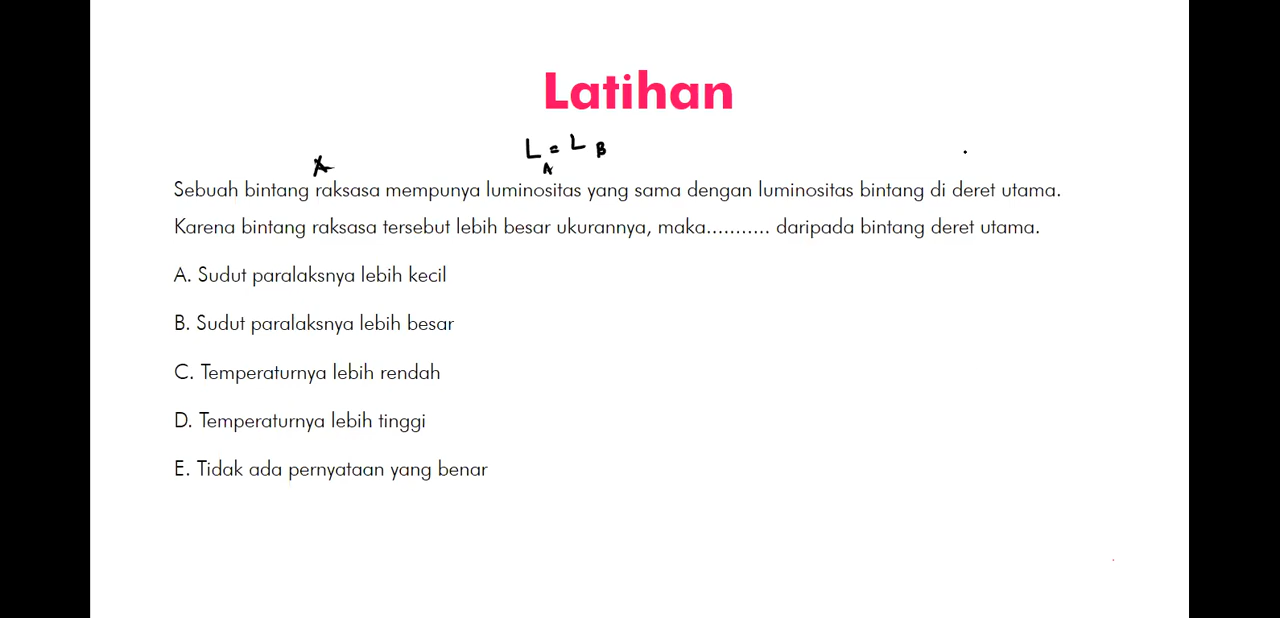 Latihan
L = L B
A
A
Sebuah bintang raksasa mempunya luminositas yang sama dengan luminositas bintang di deret utama.
Karena bintang raksasa tersebut lebih besar ukurannya, maka........... daripada bintang deret utama.
A. Sudut paralaksnya lebih kecil
B. Sudut paralaksnya lebih besar
C. Temperaturnya lebih rendah
D. Temperaturnya lebih tinggi
E. Tidak ada pernyataan yang benar